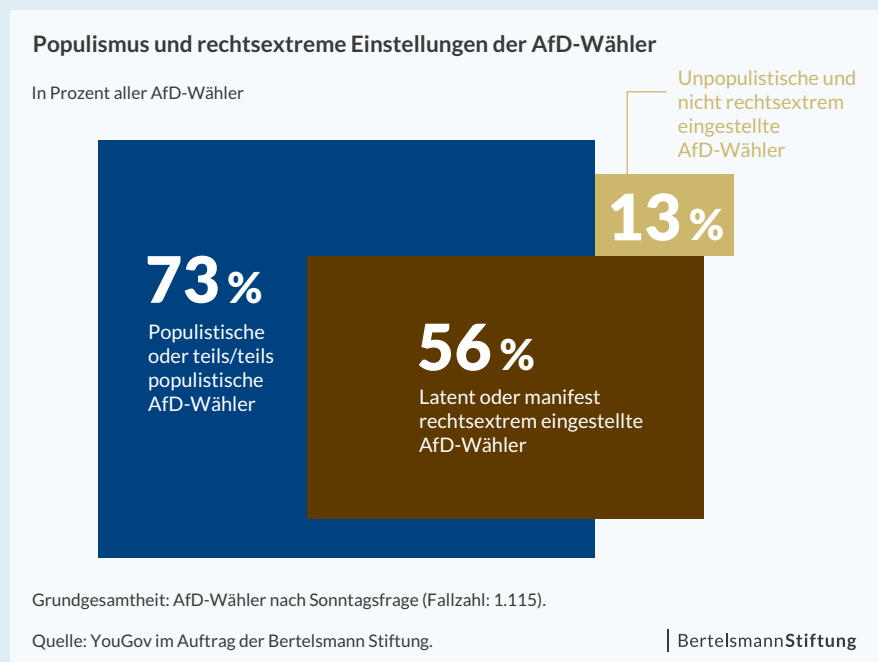 Populismus und rechtsextreme Einstellungen der AfD-Wähler
In Prozent aller AfD-Wähler
Unpopulistische und
nicht rechtsextrem
eingestellte
AfD-Wähler
13 %
73 %
Populistische
oder teils/teils
populistische
AfD-Wähler
56 %
Latent oder manifest
rechtsextrem eingestellte
AfD-Wähler
Grundgesamtheit: AfD-Wähler nach Sonntagsfrage (Fallzahl: 1.115).
Quelle: YouGov im Auftrag der Bertelsmann Stiftung.
BertelsmannStiftung